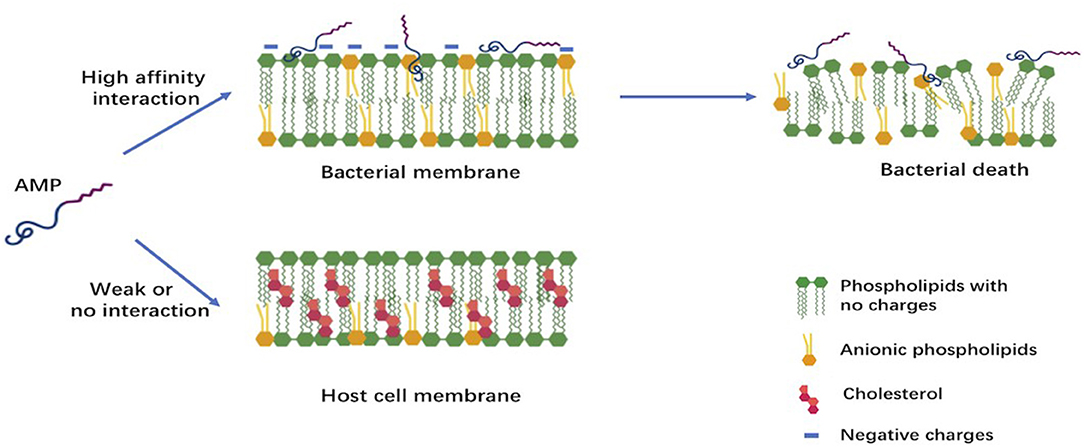 High affinity
interaction
Bacterial membrane
Bacterial death
AMP
Weak or
no interaction
Host cell membrane
Phospholipids with
no charges
Anionic phospholipids
Cholesterol
Negative charges